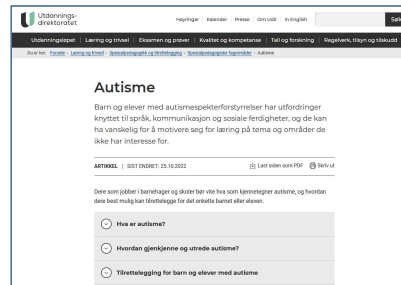 Utdannings-
direktoratet
Høyringar Kalender Presse Om Udir In English
Søk
Utdanningsløpet Læring og trivsel Eksamen og prøver Kvalitet og kompetanse Tall og forskning Regelverk, tilsyn og tilskudd
Du er her: Forside › Læring og trivsel › Spesialpedagogikk og tilrettelegging › Spesialpedagogiske fagområder › Autisme
Autisme
Barn og elever med autismespekterforstyrrelser har utfordringer
knyttet til språk, kommunikasjon og sosiale ferdigheter, og de kan
ha vanskelig for å motivere seg for læring på tema og områder de
ikke har interesse for.
ARTIKKEL | SIST ENDRET: 25.10.2022 Last siden som PDF Skriv ut
Dere som jobber i barnehager og skoler bør vite hva som kjennetegner autisme, og hvordan
dere best mulig kan tilrettelegge for det enkelte barnet eller eleven.
Hva er autisme?
Hvordan gjenkjenne og utrede autisme?
Tilrettelegging for barn og elever med autisme